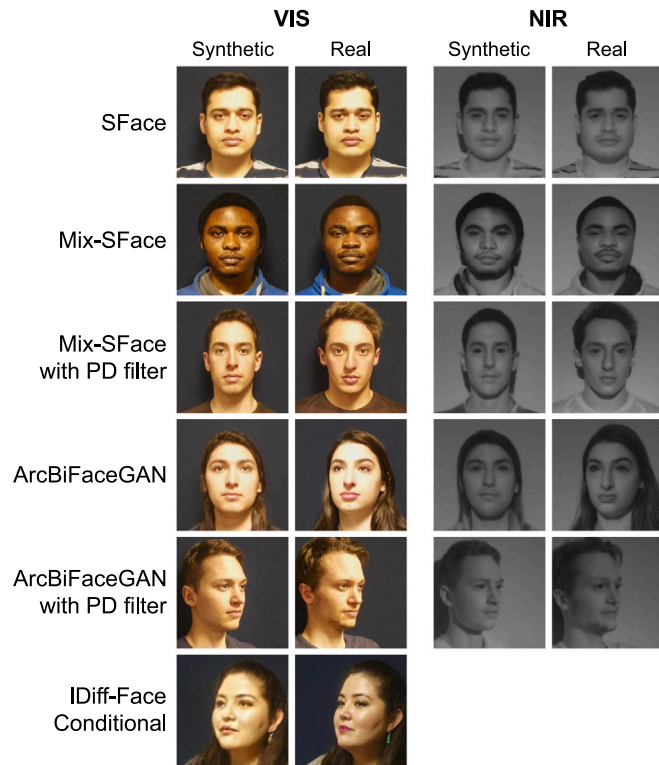 VIS NIR
Synthetic Real Synthetic Real
SFace
Mix-SFace
Mix-SFace
with PD filter
ArcBiFaceGAN
ArcBiFaceGAN
with PD filter
IDiff-Face
Conditional